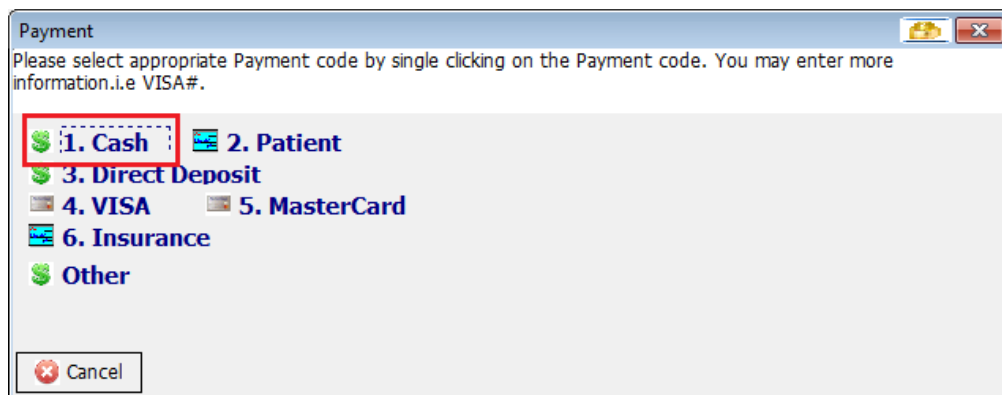 Payment
Please select appropriate Payment code by single clicking on the Payment code. You may enter more
information.i.e VISA#.
1. Cash 2. Patient
3. Direct Deposit
4. VISA 5. MasterCard
6. Insurance
Other
Cancel